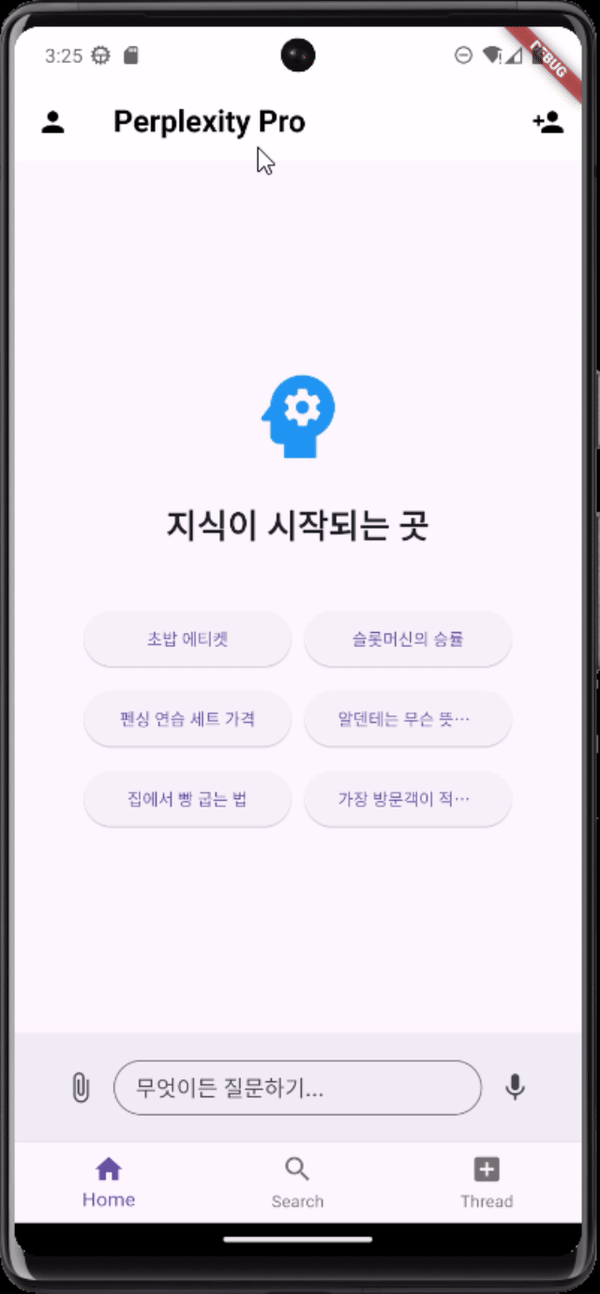 3:25
DEBUG
Perplexity Pro
지식이 시작되는 곳
초밥 에티켓
슬롯머신의 승률
펜싱 연습 세트 가격
알덴테는 무슨 뜻…
집에서 빵 굽는 법
가장 방문객이 적…
무엇이든 질문하기...
Home
Search
Thread